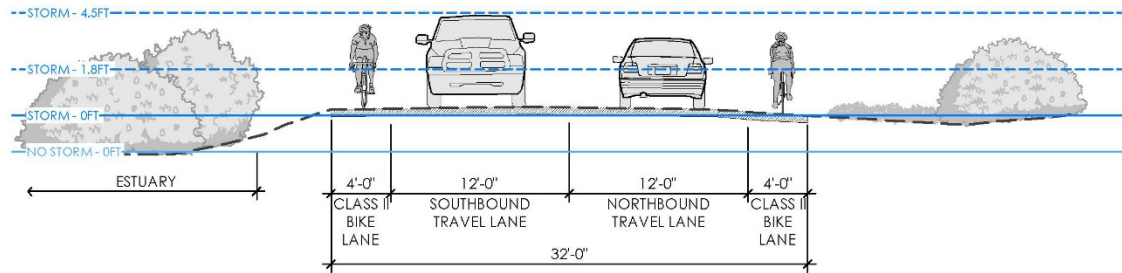 STORM - 4.5FT
STORM - 1.8FT
STORM - 0FT
NO STORM - 0FT
ESTUARY
4'-0"
12'-0"
12'-0"
4'-0"
CLASS II
BIKE
LANE
SOUTHBOUND
TRAVEL LANE
NORTHBOUND
TRAVEL LANE
CLASS II
BIKE
LANE
32'-0"